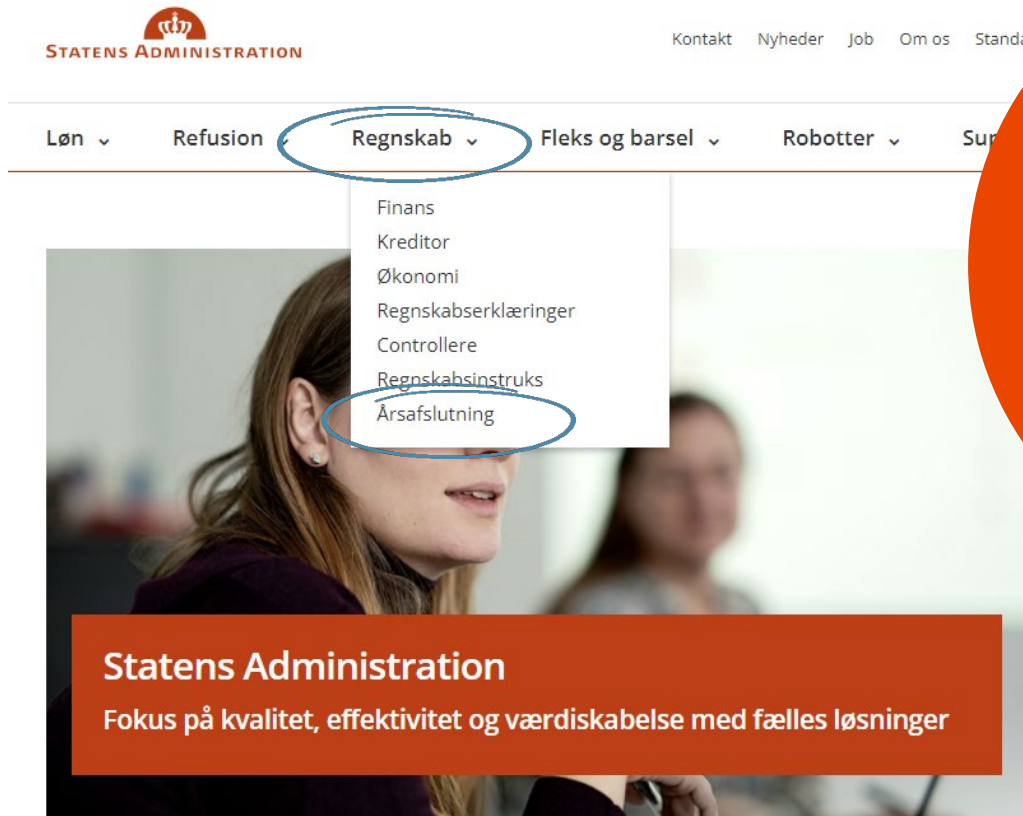 STATENS ADMINISTRATION
Kontakt Nyheder Job Om os
Løn Refusion Regnskab Fleks og barsel Robotter
Finans
Kreditor
Økonomi
Regnskabserklæringer
Controllere
Regnskabsinstruks
Årsafslutning
Statens Administration
Fokus på kvalitet, effektivitet og værdiskabelse med fælles løsninger